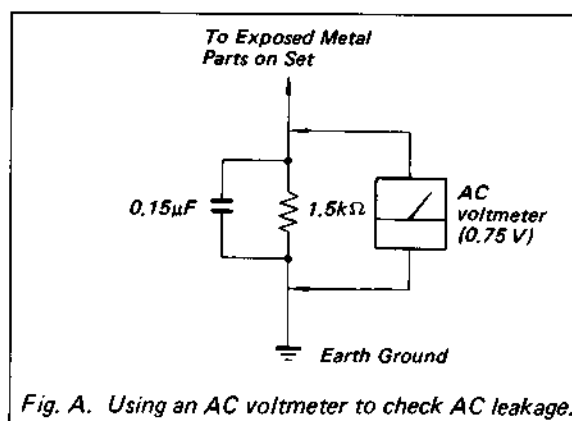 To Exposed Metal
Parts on Set
0.15µF
1.5kΩ
AC
voltmeter
(0.75 V)
Earth Ground
Fig. A. Using an AC voltmeter to check AC leakage.